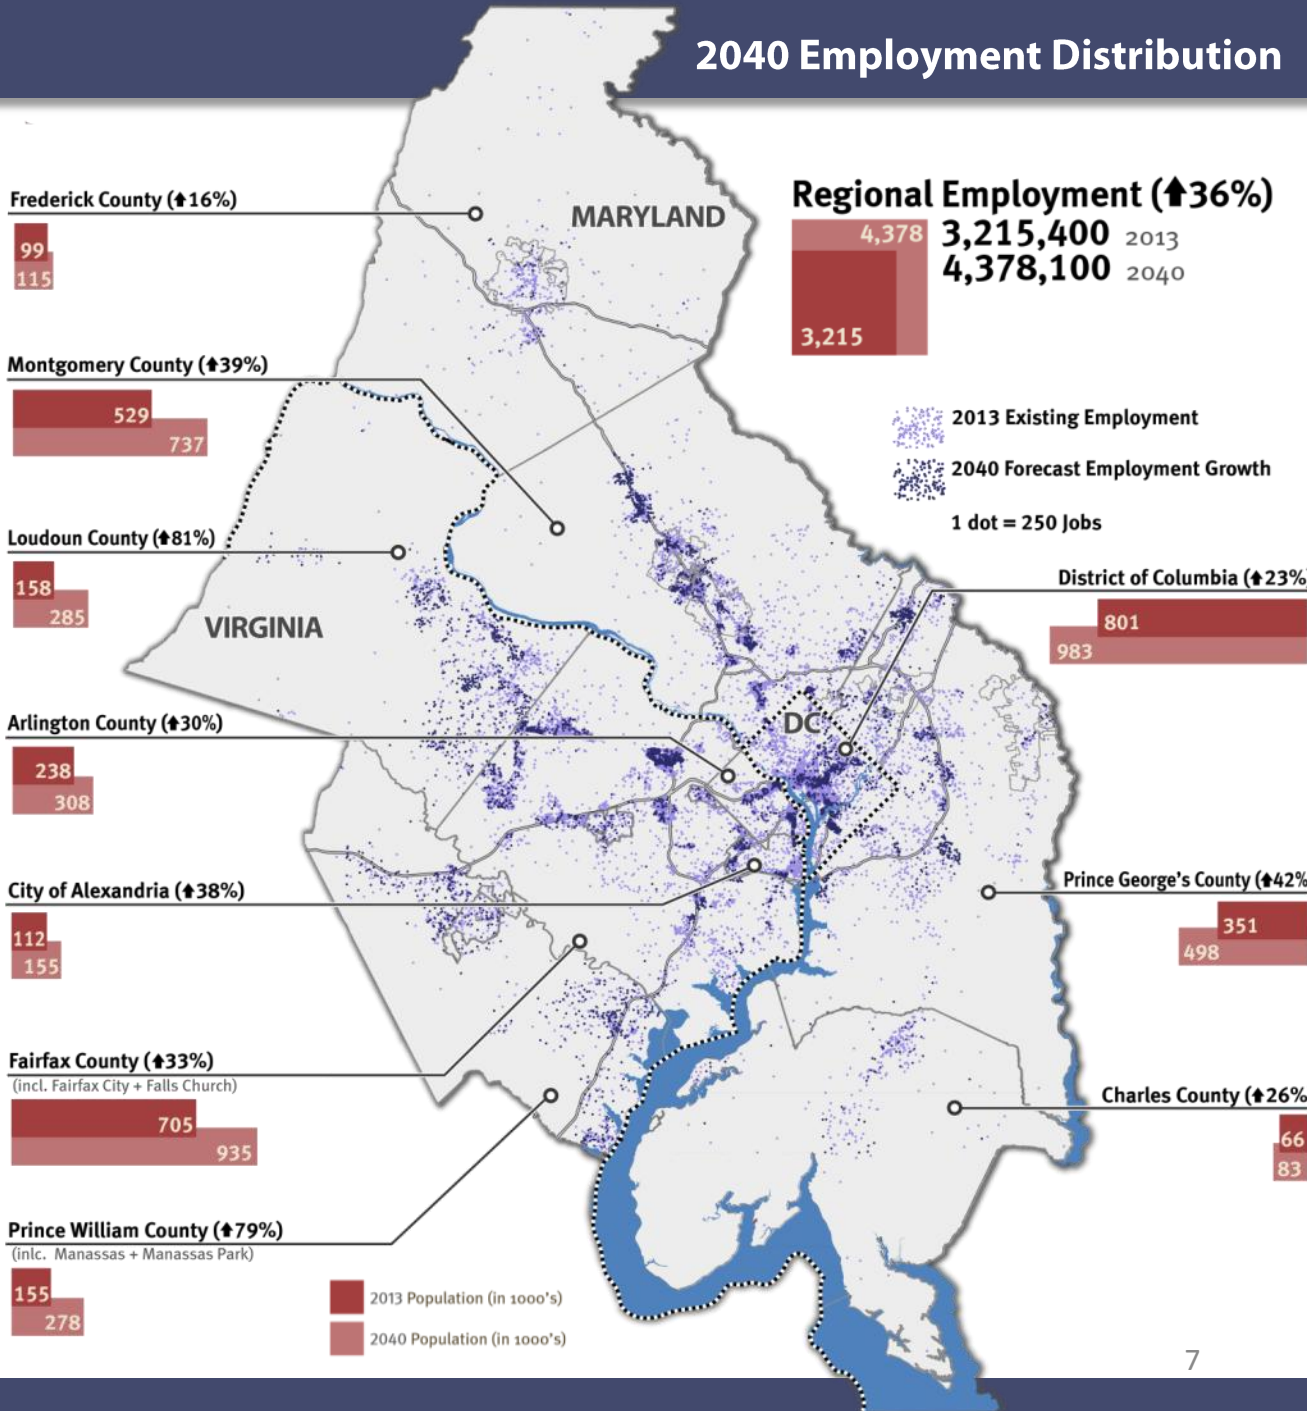 2040 Employment Distribution
Frederick County (⬆16%)
99
115
MARYLAND
Regional Employment (⬆36%)
4,378
3,215
3,215,400 2013
4,378,100 2040
Montgomery County (⬆39%)
529
737
2013 Existing Employment
2040 Forecast Employment Growth
1 dot = 250 Jobs
Loudoun County (⬆81%)
158
285
VIRGINIA
District of Columbia (⬆23%)
801
983
Arlington County (⬆30%)
238
308
DC
City of Alexandria (⬆38%)
112
155
Prince George's County (⬆42%
351
498
Fairfax County (⬆33%)
(incl. Fairfax City + Falls Church)
705
935
Charles County (⬆26%
66
83
Prince William County (⬆79%)
(inlc. Manassas + Manassas Park)
155
278
2013 Population (in 1000's)
2040 Population (in 1000's)
7